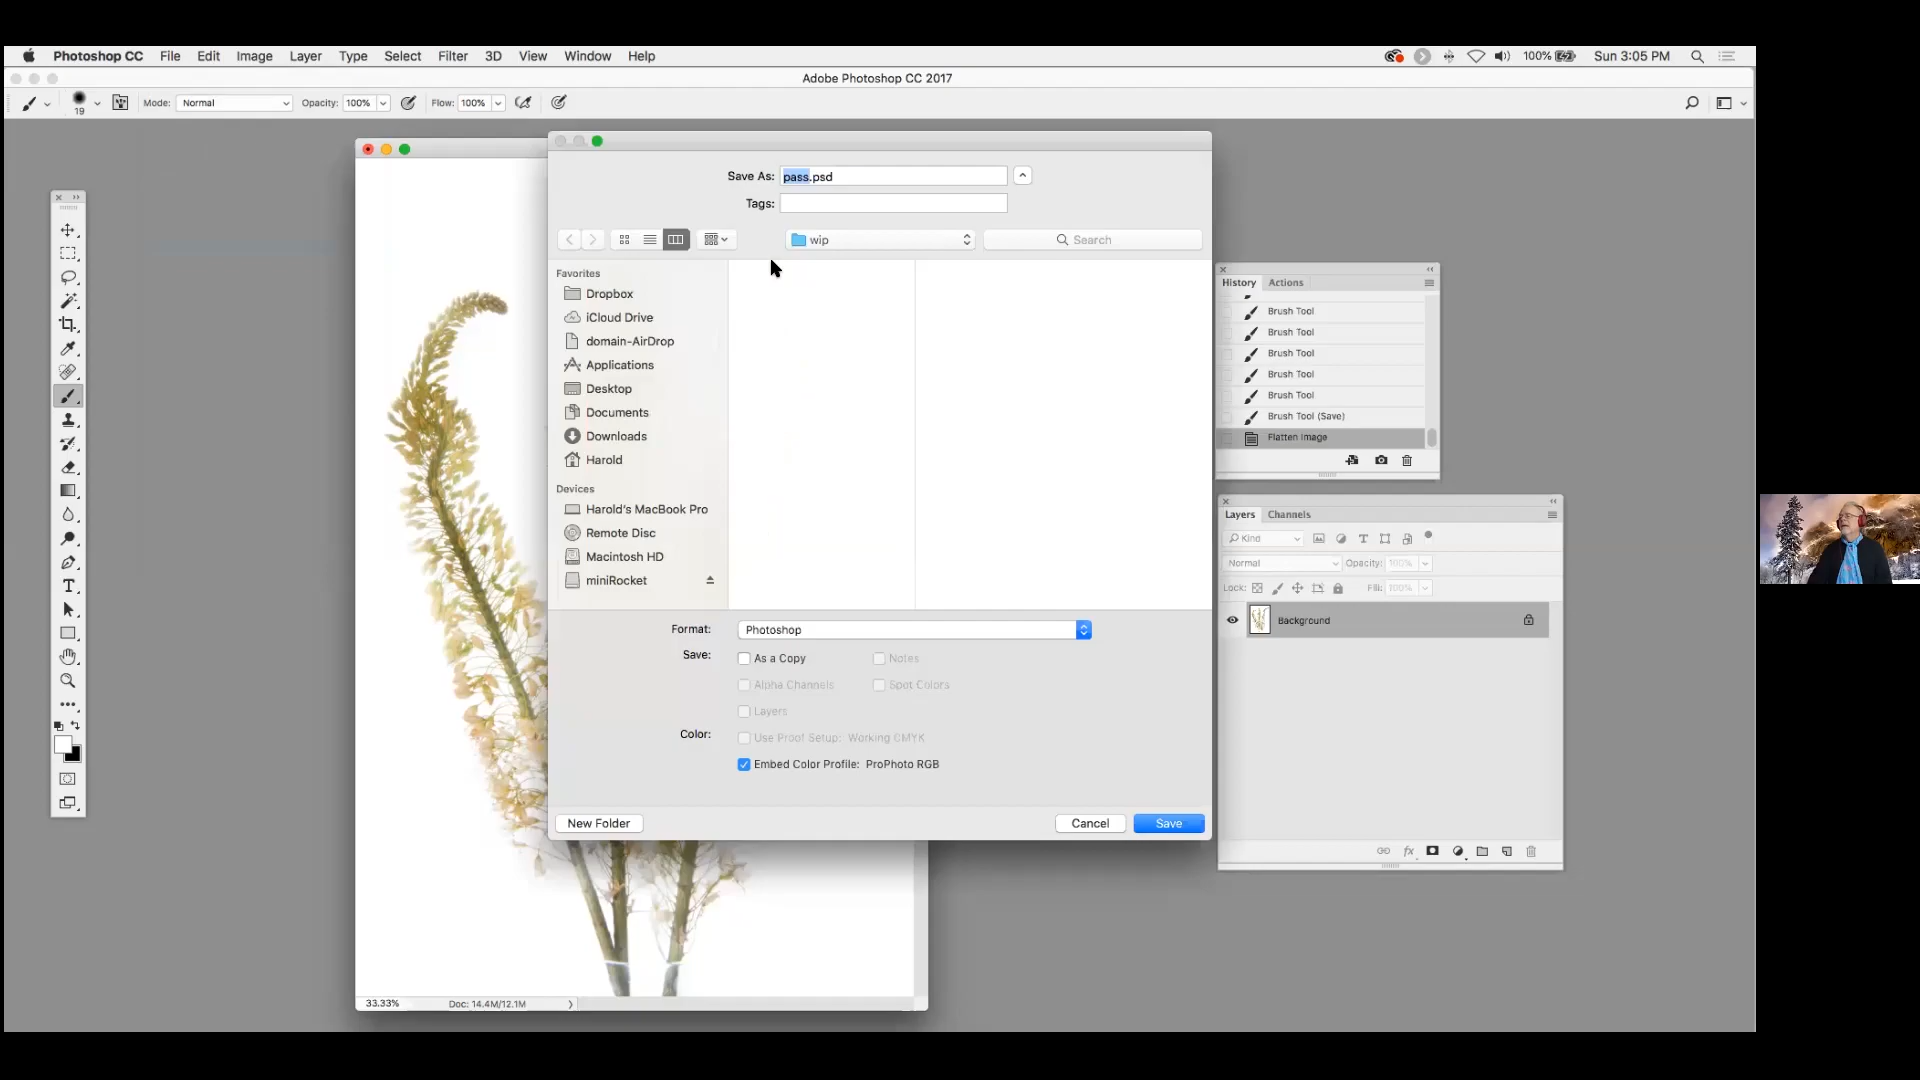 Photoshop CC File Edit Image Layer Type Select Filter 3D View Window Help 100% Sun 3:05 PM
Adobe Photoshop CC 2017
19 Mode: Normal Opacity: 100% Flow: 100%
Save As: pass.psd
Tags:
wip
Search
Favorites
Dropbox
iCloud Drive
domain-AirDrop
Applications
Desktop
Documents
Downloads
Harold
Devices
Harold's MacBook Pro
Remote Disc
Macintosh HD
miniRocket
Format: Photoshop
Save: As a Copy Notes
Alpha Channels Spot Colors
Layers
Color: Use Proof Setup: Working CMYK
Embed Color Profile: ProPhoto RGB
New Folder Cancel Save
History Actions
Brush Tool
Brush Tool
Brush Tool
Brush Tool
Brush Tool
Brush Tool (Save)
Flatten Image
Layers Channels
Kind
Normal Opacity: 100%
Lock: Fill: 100%
Background
33.33% Doc: 14.4M/12.1M